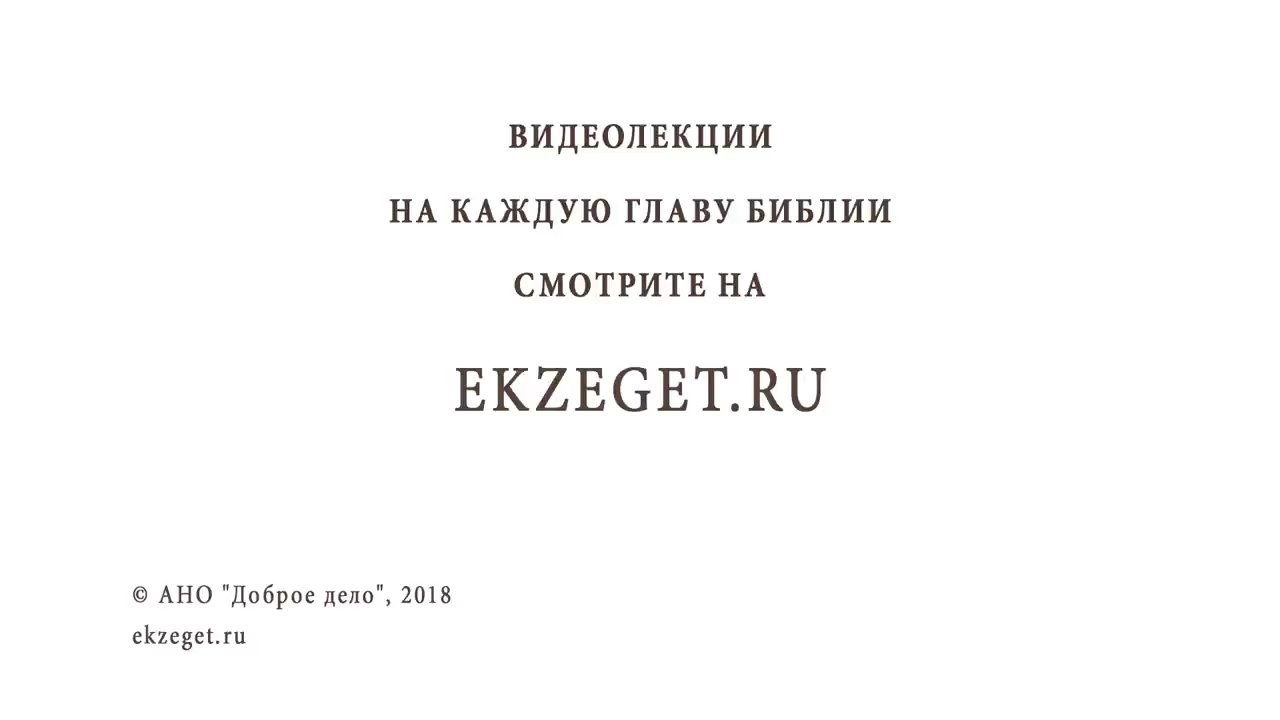 ВИДЕОЛЕКЦИИ
НА КАЖДУЮ ГЛАВУ БИБЛИИ
СМОТРИТЕ НА
EKZEGET.RU
© АНО "Доброе дело", 2018
ekzeget.ru